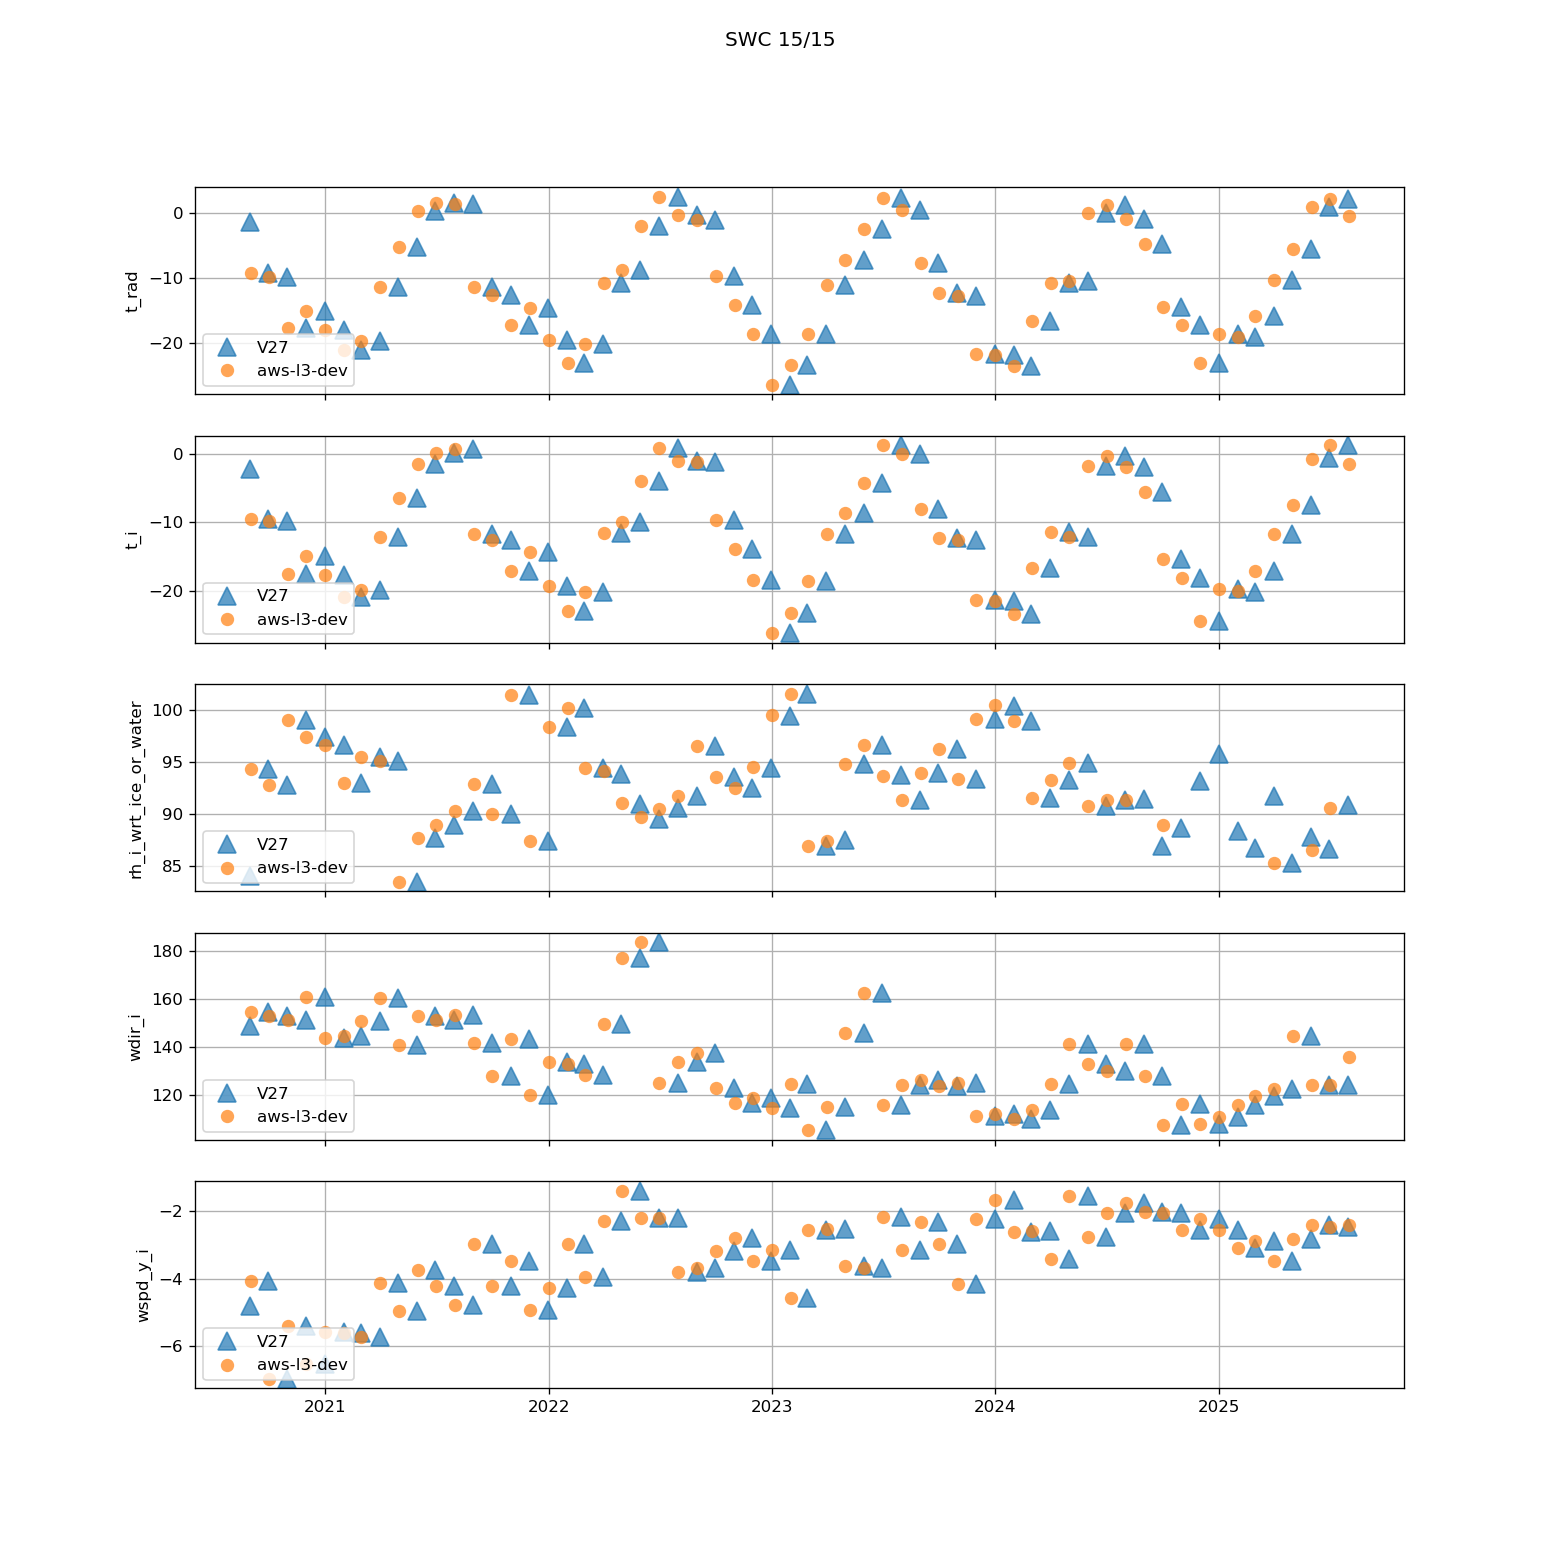 SWC 15/15
0
−10
−20
t_rad
V27
aws-l3-dev
0
−10
−20
t_i
V27
aws-l3-dev
100
95
90
85
rh_i_wrt_ice_or_water
V27
aws-l3-dev
180
160
140
120
wdir_i
V27
aws-l3-dev
−2
−4
−6
wspd_y_i
V27
aws-l3-dev
2021 2022 2023 2024 2025